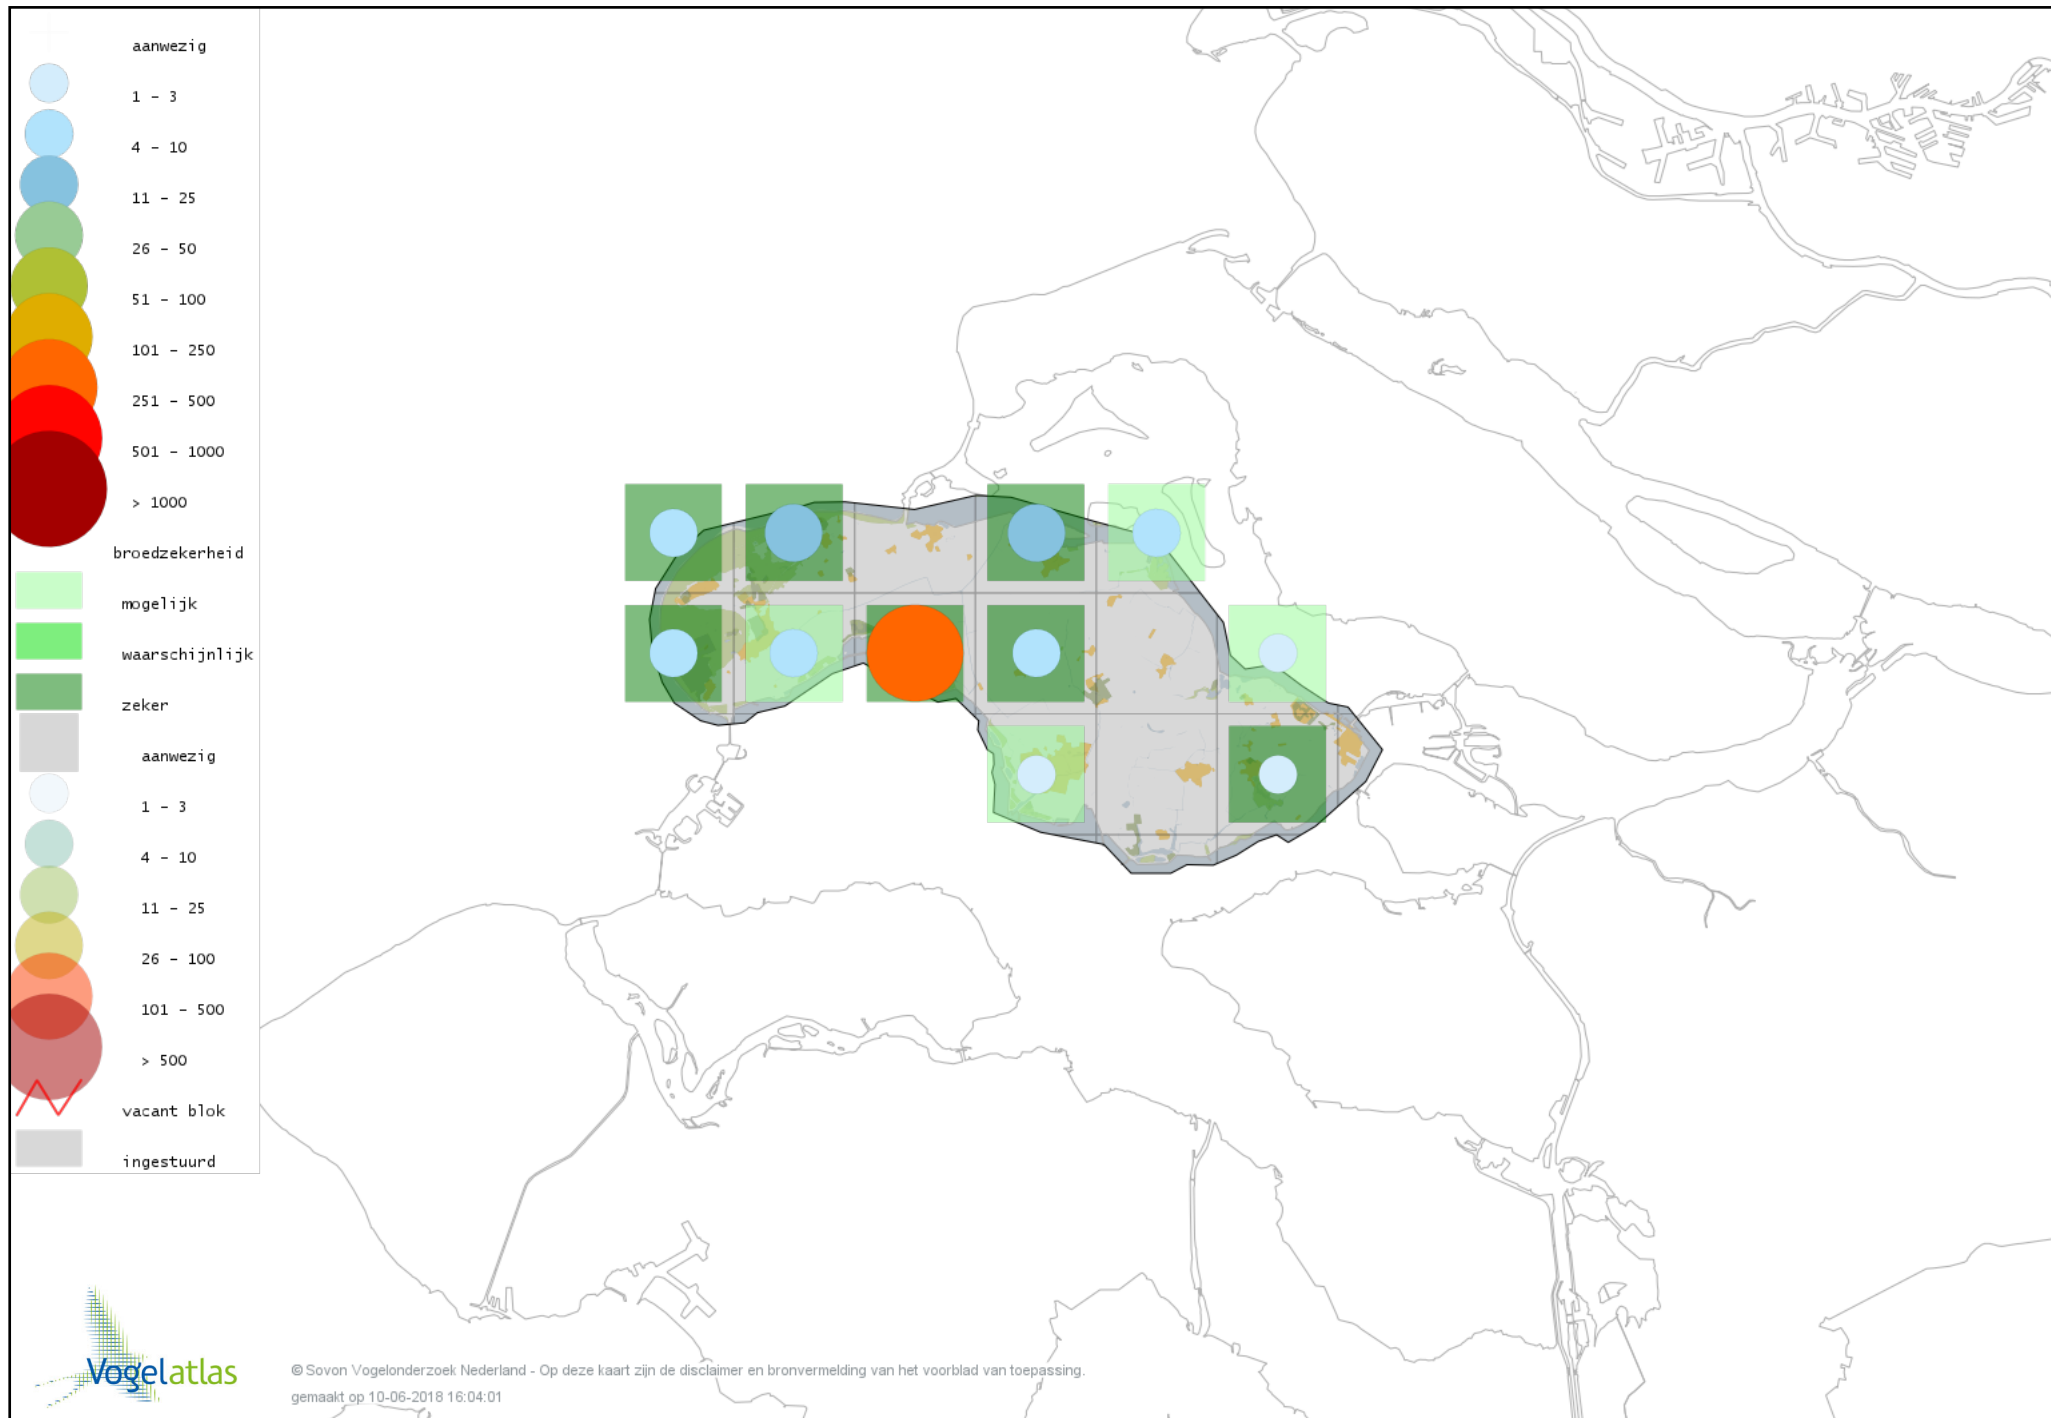 aanwezig
1 - 3
4 - 10
11 - 25
26 - 50
51 - 100
101 - 250
251 - 500
501 - 1000
> 1000
broedzekerheid
mogelijk
waarschijnlijk
zeker
aanwezig
1 - 3
4 - 10
11 - 25
26 - 100
101 - 500
> 500
vacant blok
ingestuurd
Vogelatlas
© Sovon Vogelonderzoek Nederland - Op deze kaart zijn de disclaimer en bronvermelding van het voorblad van toepassing.
gemaakt op 10-06-2018 16:04:01